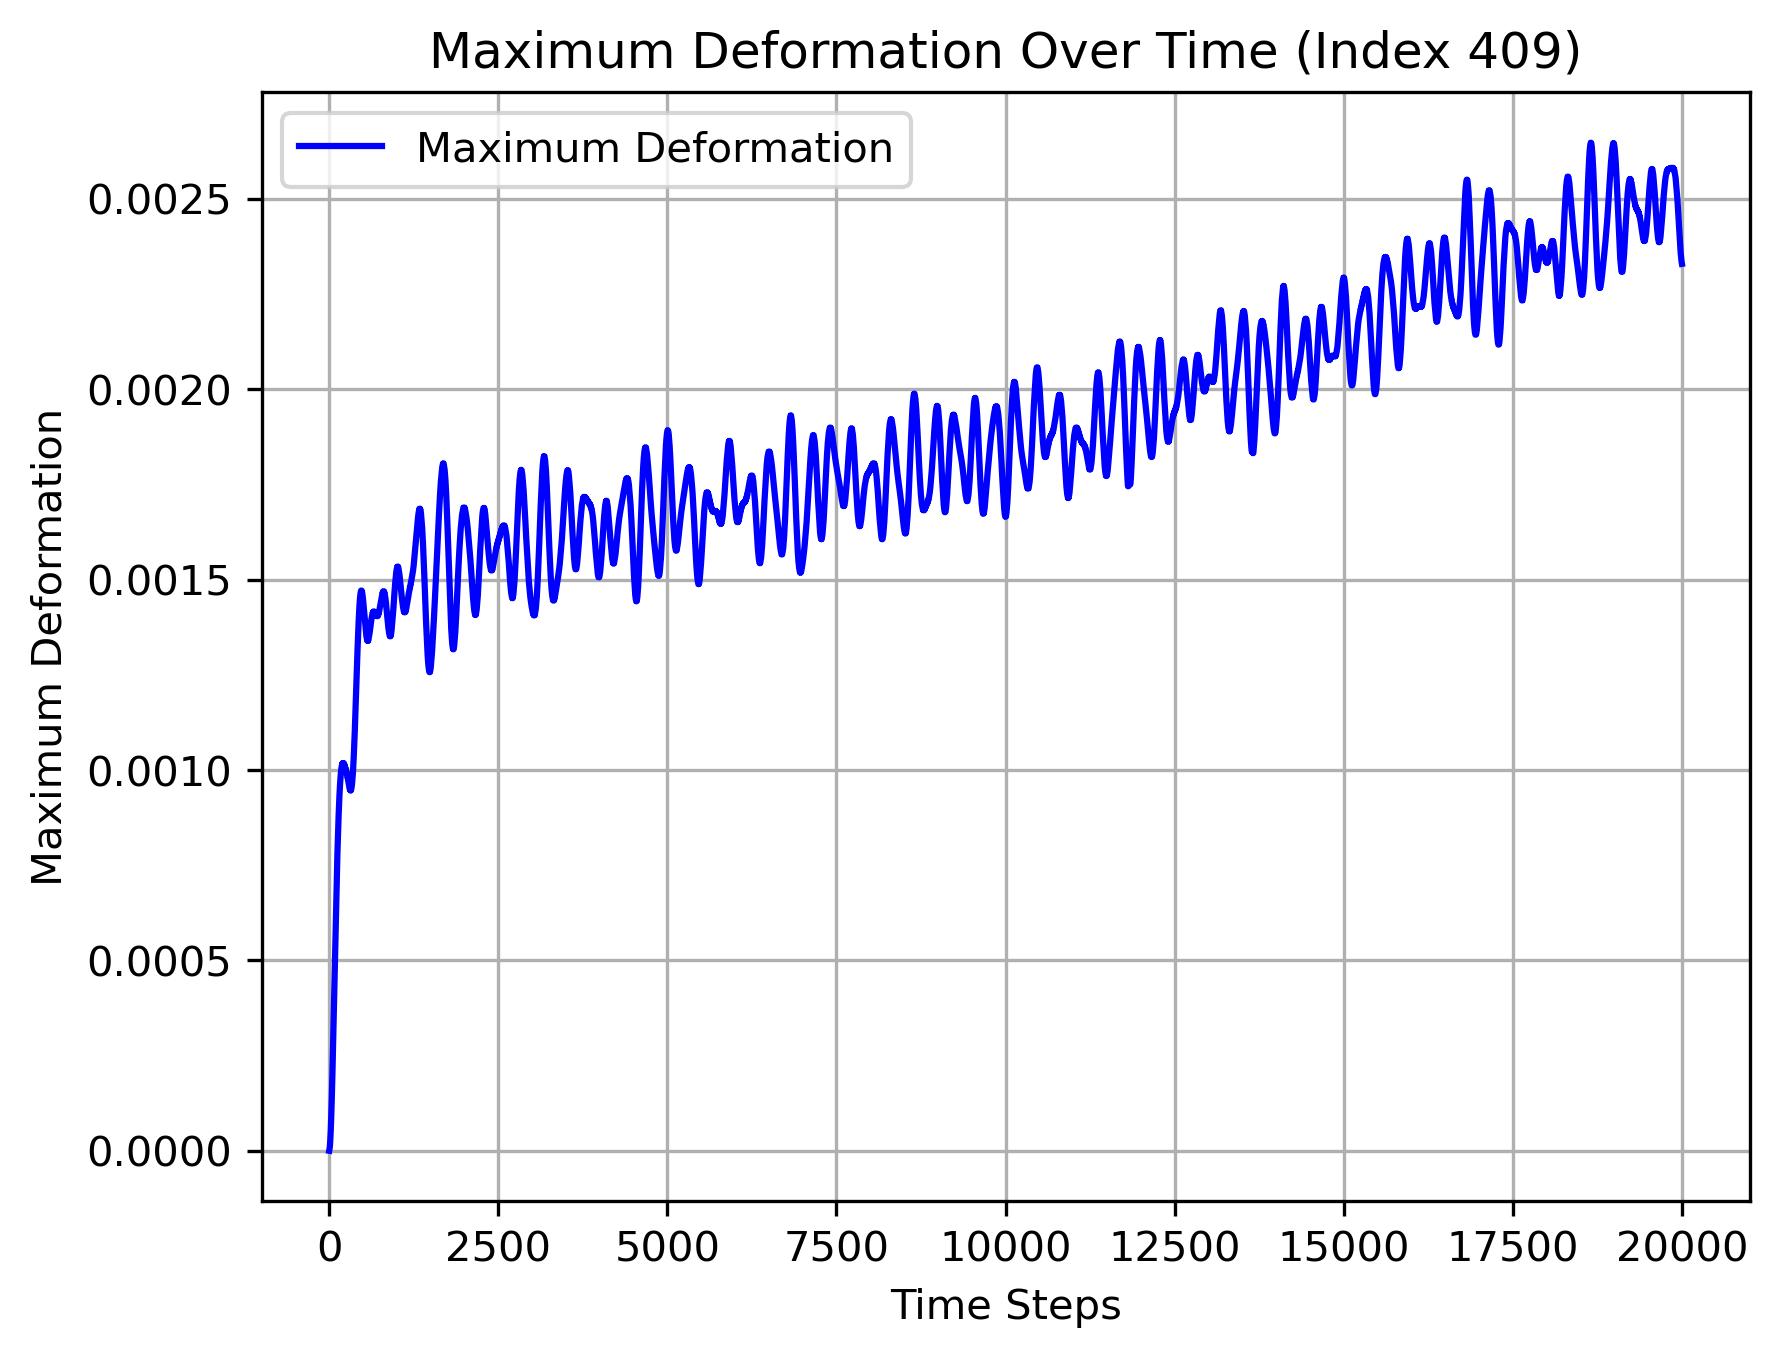 Maximum Deformation Over Time (Index 409)
Maximum Deformation
0.0025
0.0020
0.0015
0.0010
0.0005
0.0000
Maximum Deformation
0 2500 5000 7500 10000 12500 15000 17500 20000
Time Steps